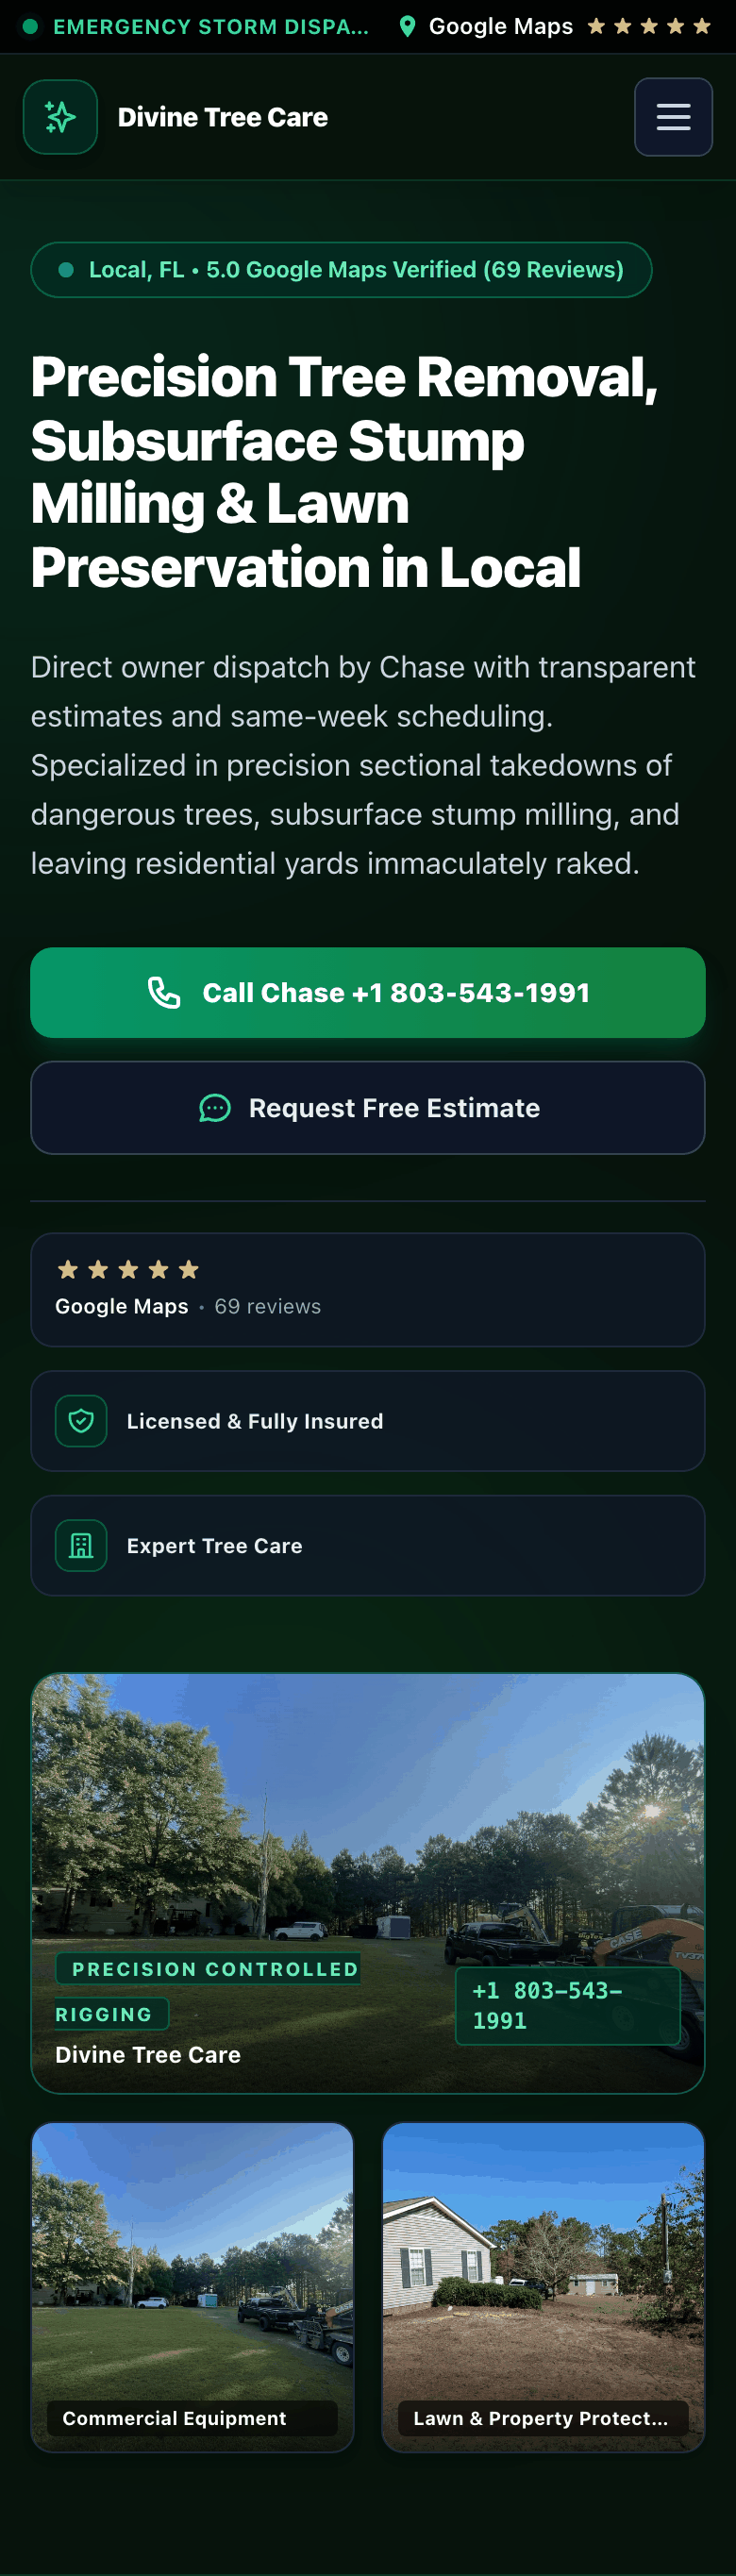 EMERGENCY STORM DISPA... Google Maps
Divine Tree Care
Local, FL • 5.0 Google Maps Verified (69 Reviews)
Precision Tree Removal,
Subsurface Stump
Milling & Lawn
Preservation in Local
Direct owner dispatch by Chase with transparent
estimates and same-week scheduling.
Specialized in precision sectional takedowns of
dangerous trees, subsurface stump milling, and
leaving residential yards immaculately raked.
Call Chase +1 803-543-1991
Request Free Estimate
Google Maps • 69 reviews
Licensed & Fully Insured
Expert Tree Care
CASE
TV37
PRECISION CONTROLLED
RIGGING
Divine Tree Care
+1 803-543-
1991
Commercial Equipment
Lawn & Property Protect...